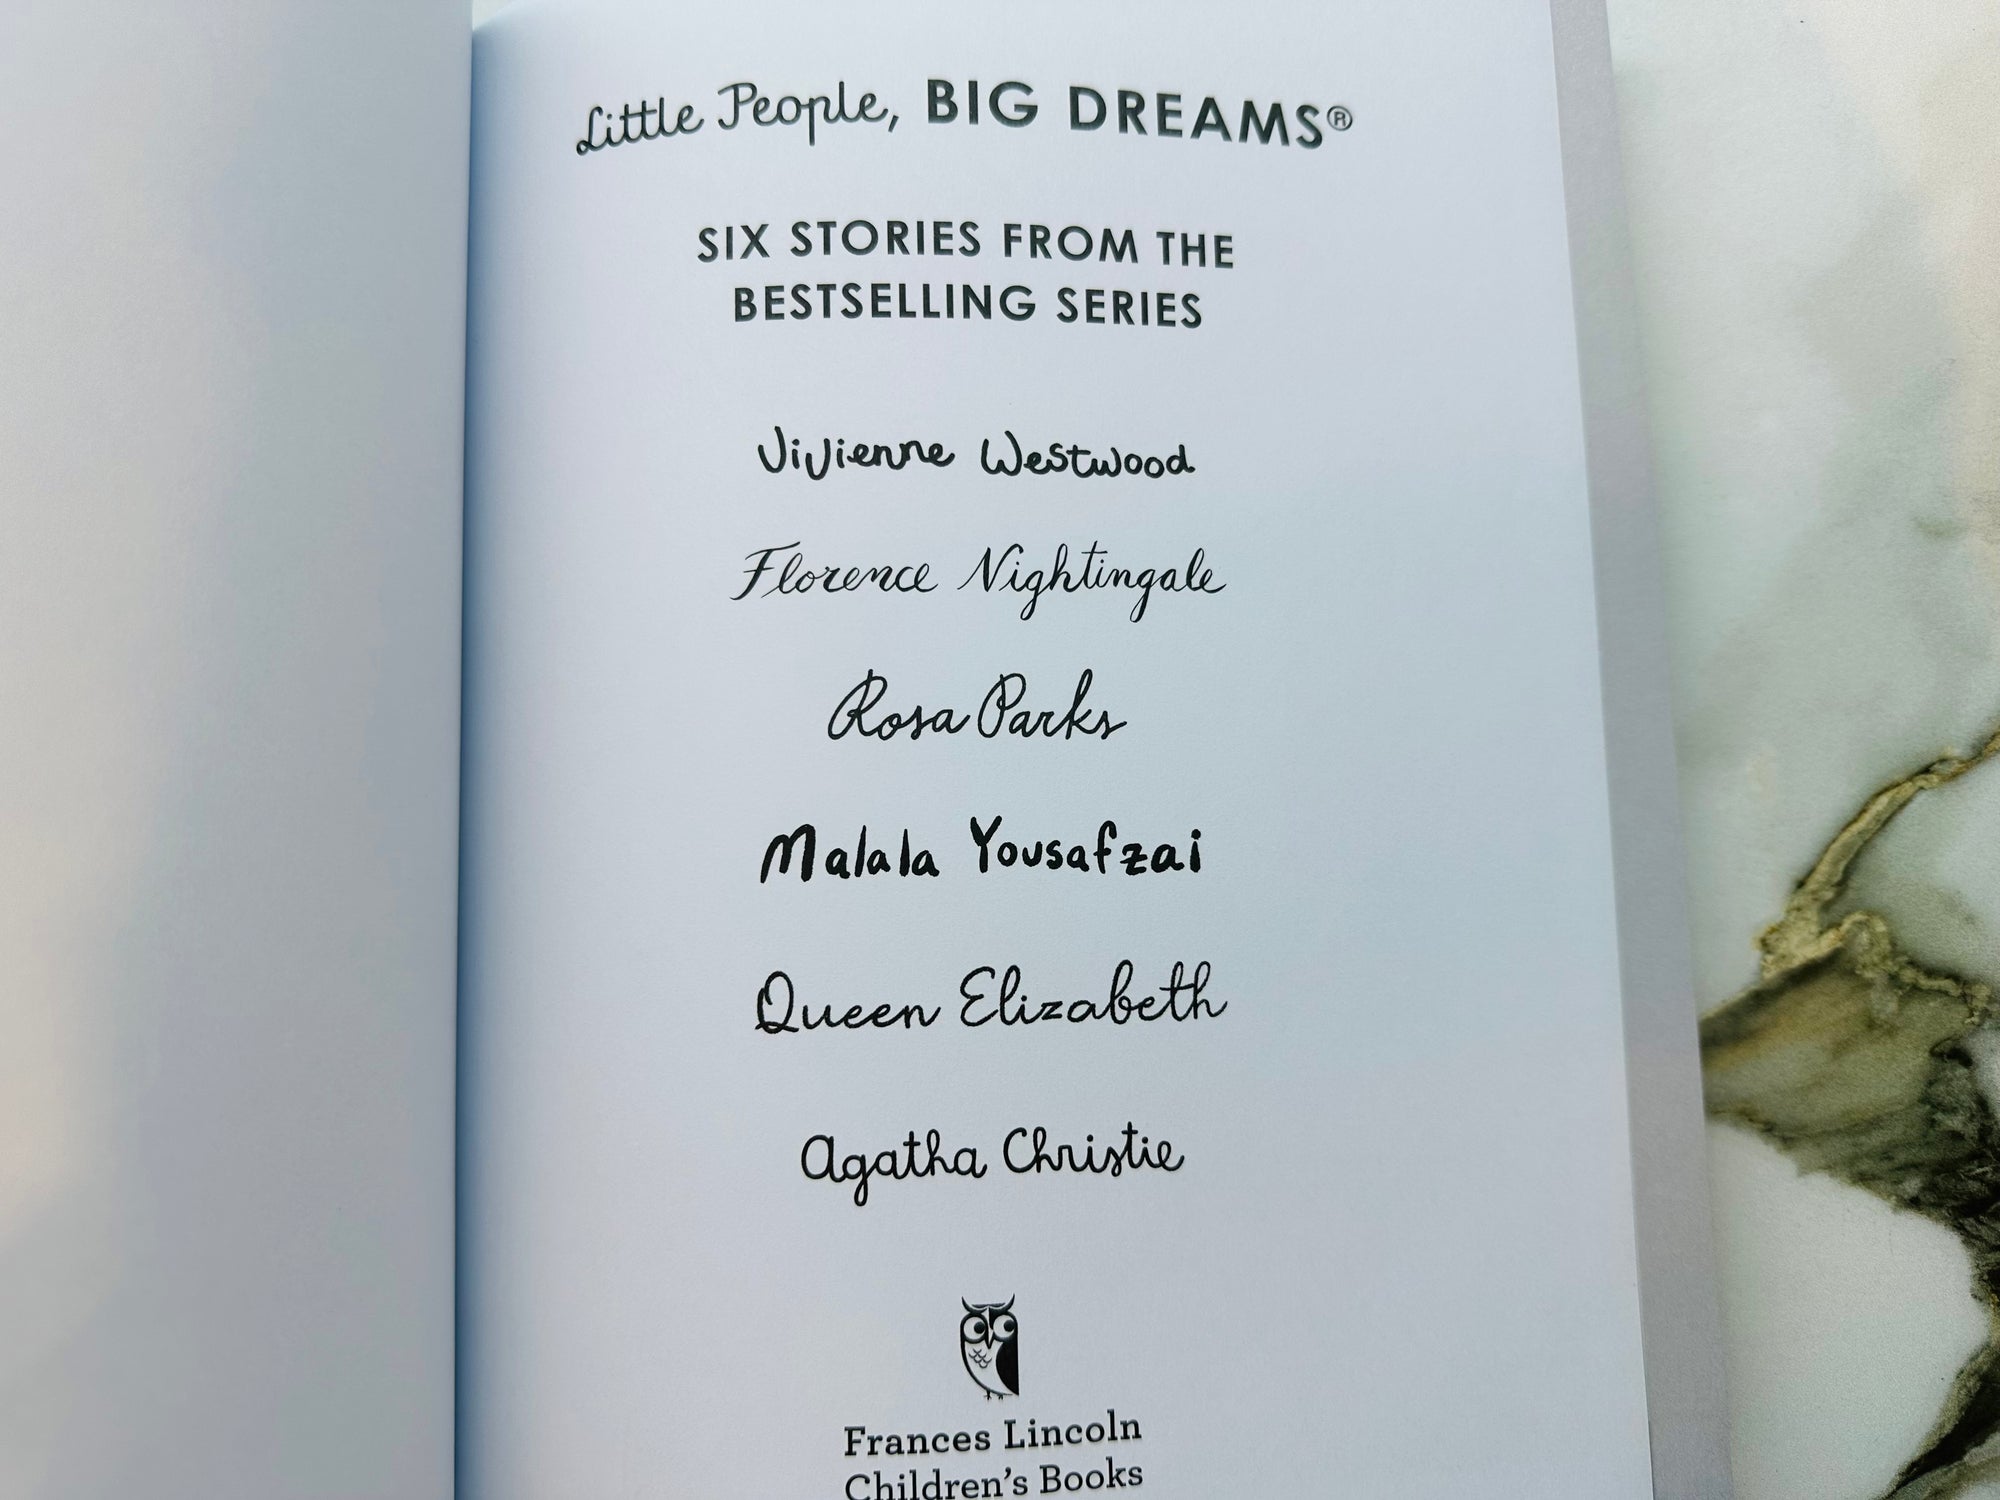 Little People, BIG DREAMS®
SIX STORIES FROM THE
BESTSELLING SERIES
Vivienne Westwood
Florence Nightingale
Rosa Parks
Malala Yousafzai
Queen Elizabeth
Agatha Christie
Frances Lincoln
Children's Books